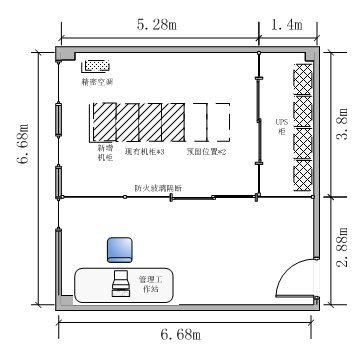 5.28m
1.4m
精密空调
6.68m
3.8m
UPS
柜
新增
机柜
现有机柜*3
预留位置*2
防火玻璃隔断
2.88m
管理工
作站
6.68m